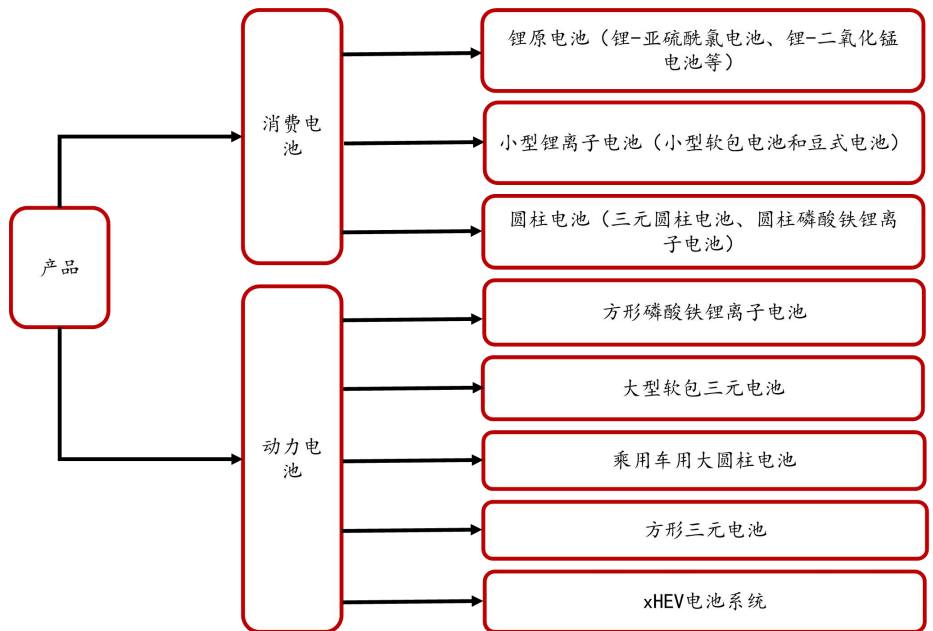 产品
消费电
池
锂原电池（锂-亚硫酰氯电池、锂-二氧化锰
电池等）
小型锂离子电池（小型软包电池和豆式电池）
圆柱电池（三元圆柱电池、圆柱磷酸铁锂离
子电池）
动力电
池
方形磷酸铁锂离子电池
大型软包三元电池
乘用车用大圆柱电池
方形三元电池
xHEV电池系统